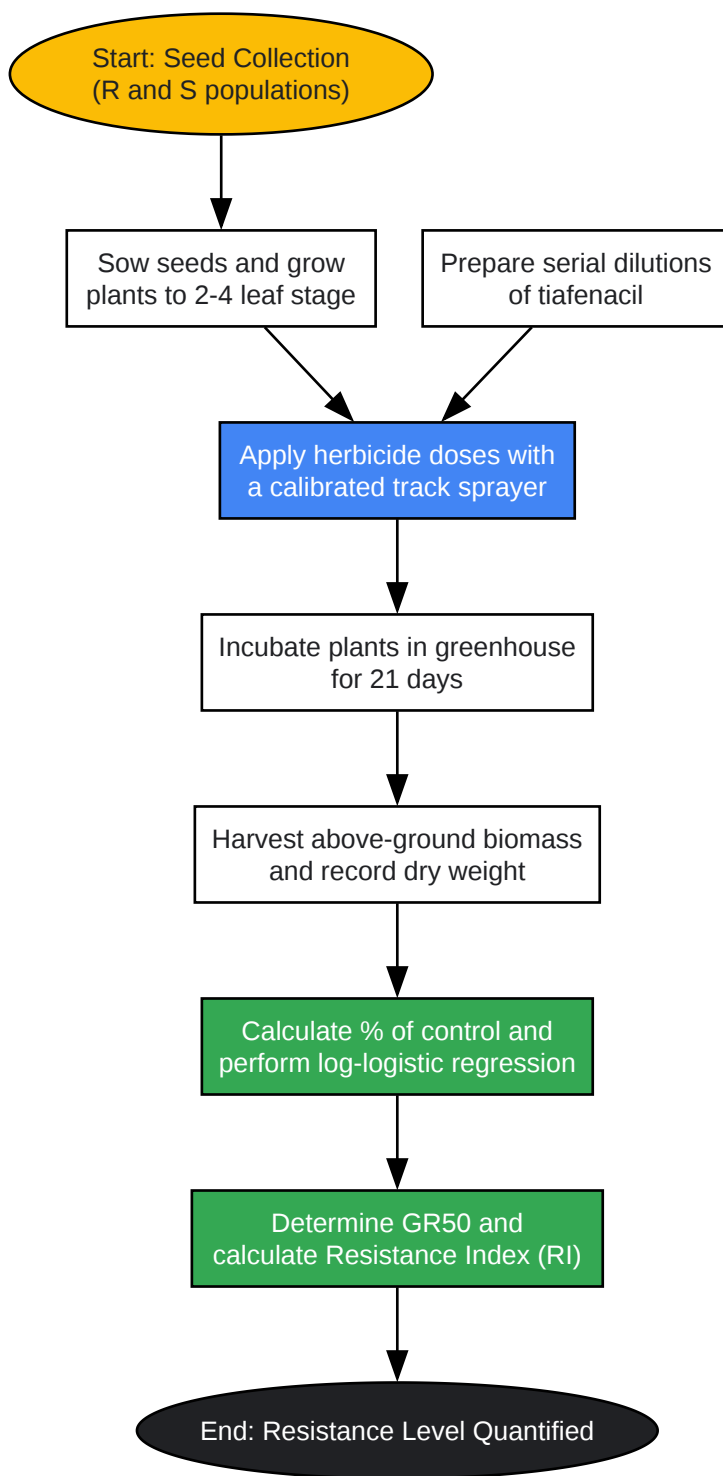 Start: Seed Collection
(R and S populations)
Sow seeds and grow
plants to 2-4 leaf stage
Prepare serial dilutions
of tiafenacil
Apply herbicide doses with
a calibrated track sprayer
Incubate plants in greenhouse
for 21 days
Harvest above-ground biomass
and record dry weight
Calculate % of control and
perform log-logistic regression
Determine GR50 and
calculate Resistance Index (RI)
End: Resistance Level Quantified